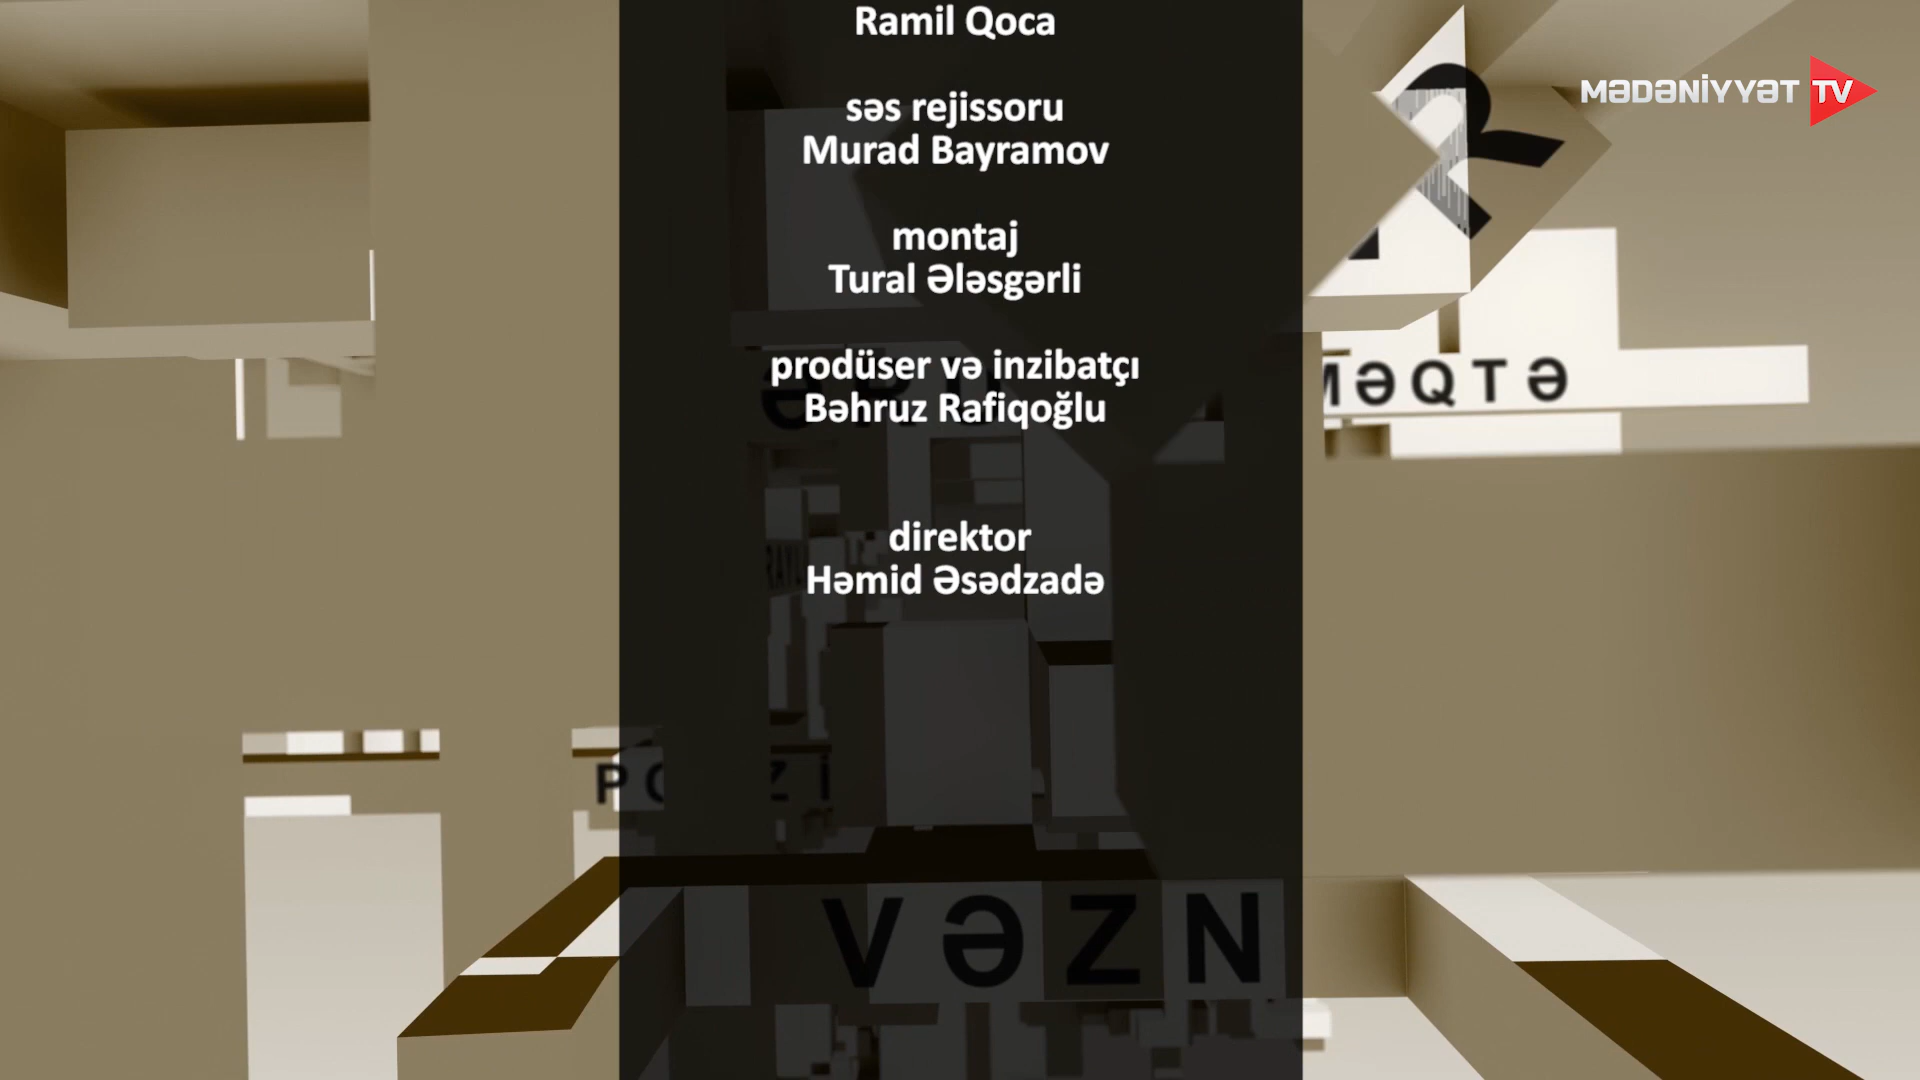 Ramil Qoca
səs rejissoru
Murad Bayramov
montaj
Tural Ələsgərli
prodüser və inzibatçı
Bəhruz Rafiqoğlu
direktor
Həmid Əsədzadə
MƏDƏNİYYƏT TV
MƏQTƏ
VƏZN